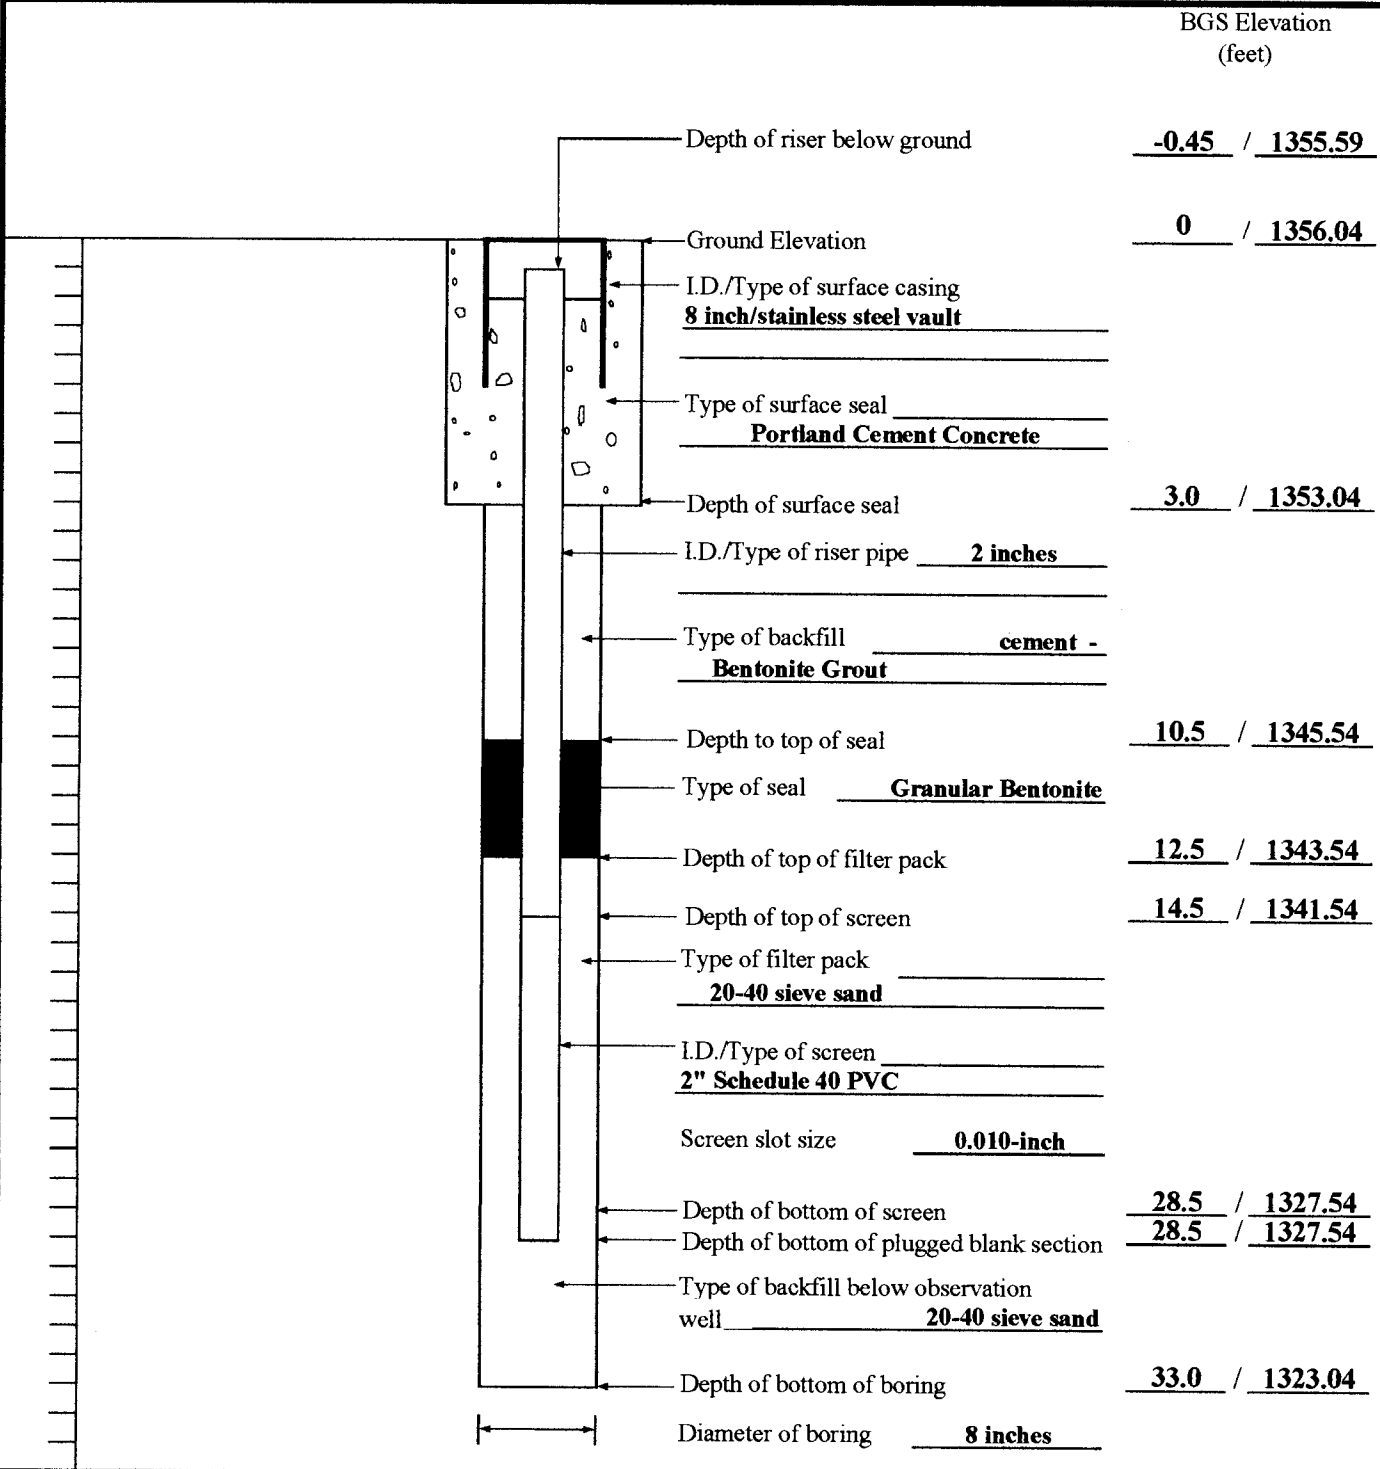 BGS Elevation
(feet)
Depth of riser below ground -0.45 / 1355.59
Ground Elevation 0 / 1356.04
I.D./Type of surface casing
8 inch/stainless steel vault
Type of surface seal
Portland Cement Concrete
Depth of surface seal 3.0 / 1353.04
I.D./Type of riser pipe 2 inches
Type of backfill cement -
Bentonite Grout
Depth to top of seal 10.5 / 1345.54
Type of seal Granular Bentonite
Depth of top of filter pack 12.5 / 1343.54
Depth of top of screen 14.5 / 1341.54
Type of filter pack
20-40 sieve sand
I.D./Type of screen
2" Schedule 40 PVC
Screen slot size 0.010-inch
Depth of bottom of screen 28.5 / 1327.54
Depth of bottom of plugged blank section 28.5 / 1327.54
Type of backfill below observation
well 20-40 sieve sand
Depth of bottom of boring 33.0 / 1323.04
Diameter of boring 8 inches